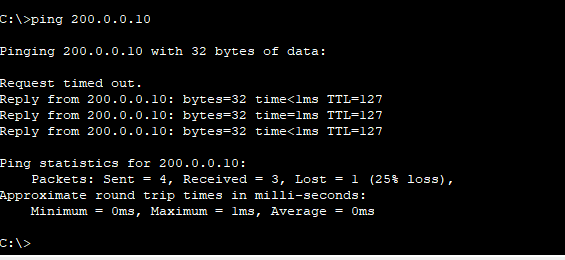 C:\>ping 200.0.0.10
Pinging 200.0.0.10 with 32 bytes of data:
Request timed out.
Reply from 200.0.0.10: bytes=32 time<1ms TTL=127
Reply from 200.0.0.10: bytes=32 time=1ms TTL=127
Reply from 200.0.0.10: bytes=32 time<1ms TTL=127
Ping statistics for 200.0.0.10:
Packets: Sent = 4, Received = 3, Lost = 1 (25% loss),
Approximate round trip times in milli-seconds:
Minimum = 0ms, Maximum = 1ms, Average = 0ms
C:\>